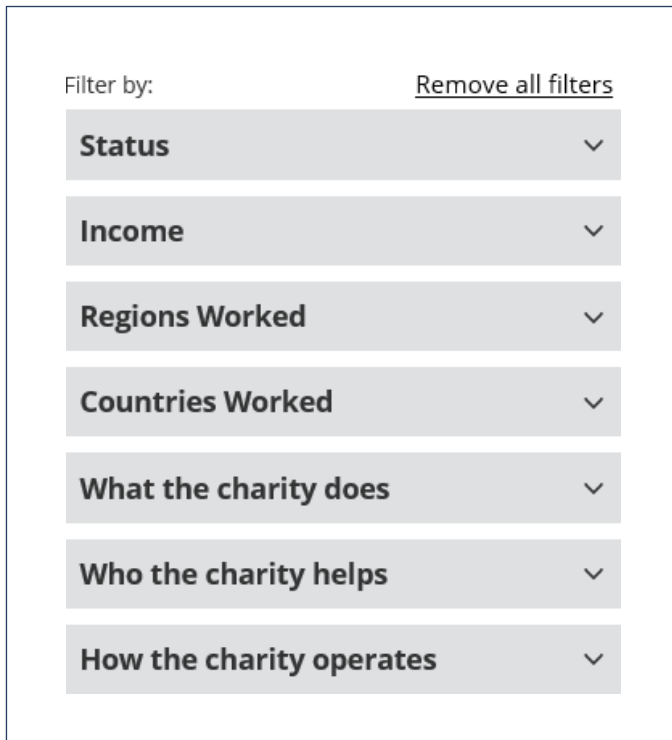 Filter by: Remove all filters
Status
Income
Regions Worked
Countries Worked
What the charity does
Who the charity helps
How the charity operates